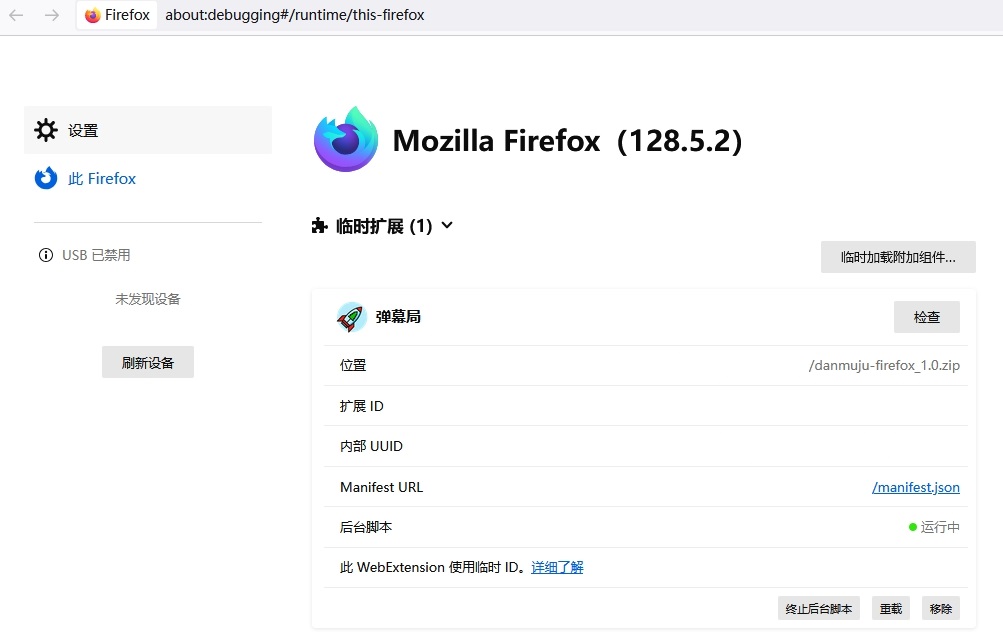 Firefox about:debugging#/runtime/this-firefox
设置
此 Firefox
USB 已禁用
未发现设备
刷新设备
Mozilla Firefox（128.5.2）
临时扩展 (1)
临时加载附加组件...
弹幕局 检查
位置 /danmuju-firefox_1.0.zip
扩展 ID
内部 UUID
Manifest URL /manifest.json
后台脚本 运行中
此 WebExtension 使用临时 ID。详细了解
终止后台脚本 重载 移除